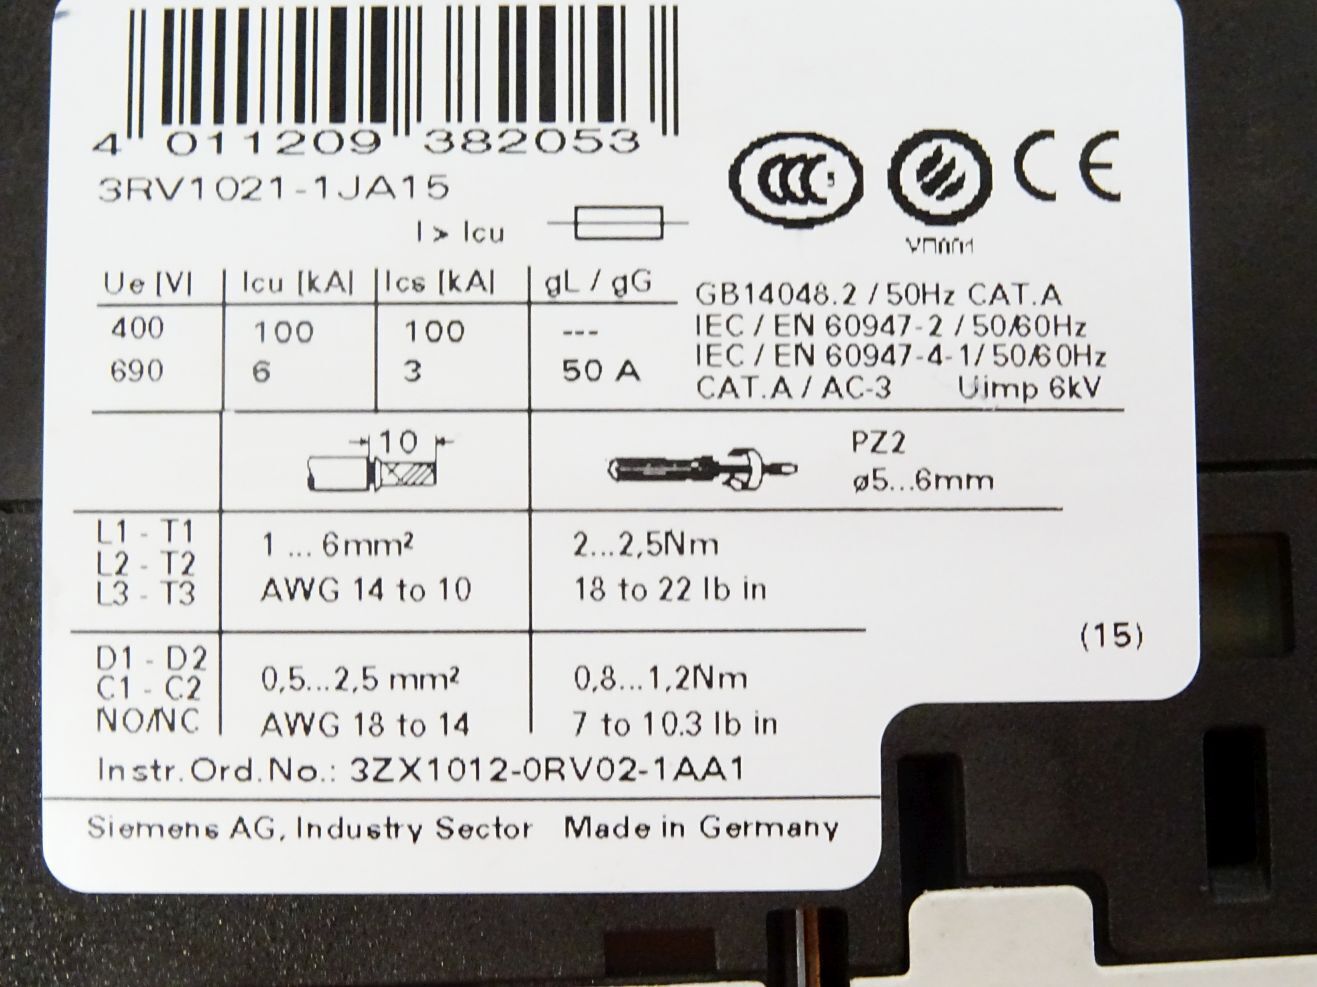 4 011209 382053
3RV1021-1JA15
I > Icu
CCC S
CE
Ue [V] Icu [kA] Ics [kA] gL / gG
400 100 100 ---
690 6 3 50 A
GB14048.2 / 50Hz CAT.A
IEC / EN 60947-2 / 50/60Hz
IEC / EN 60947-4-1/ 50/60Hz
CAT.A / AC-3 Uimp 6kV
10
PZ2
ø5...6mm
L1 - T1
L2 - T2
L3 - T3
1 ... 6mm²
AWG 14 to 10
2...2,5Nm
18 to 22 lb in
(15)
D1 - D2
C1 - C2
NO/NC
0,5...2,5 mm²
AWG 18 to 14
0,8...1,2Nm
7 to 10.3 lb in
Instr.Ord.No.: 3ZX1012-0RV02-1AA1
Siemens AG, Industry Sector Made in Germany